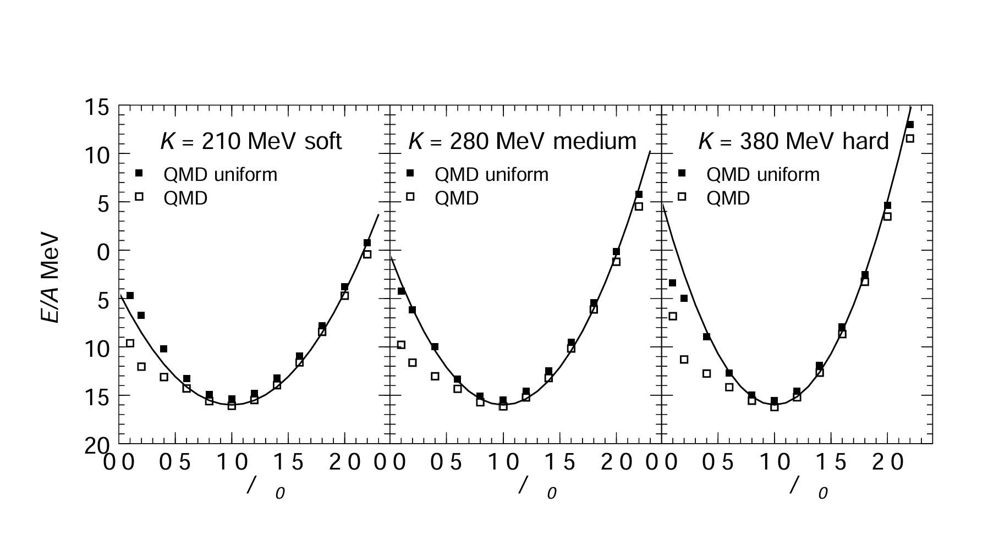 K = 210 MeV soft
QMD uniform
QMD
K = 280 MeV medium
QMD uniform
QMD
K = 380 MeV hard
QMD uniform
QMD
E/A MeV
15
10
5
0
5
10
15
20
0 0 0 5 1 0 1 5 2 0 0 0 0 5 1 0 1 5 2 0 0 0 0 5 1 0 1 5 2 0
/ 0 / 0 / 0